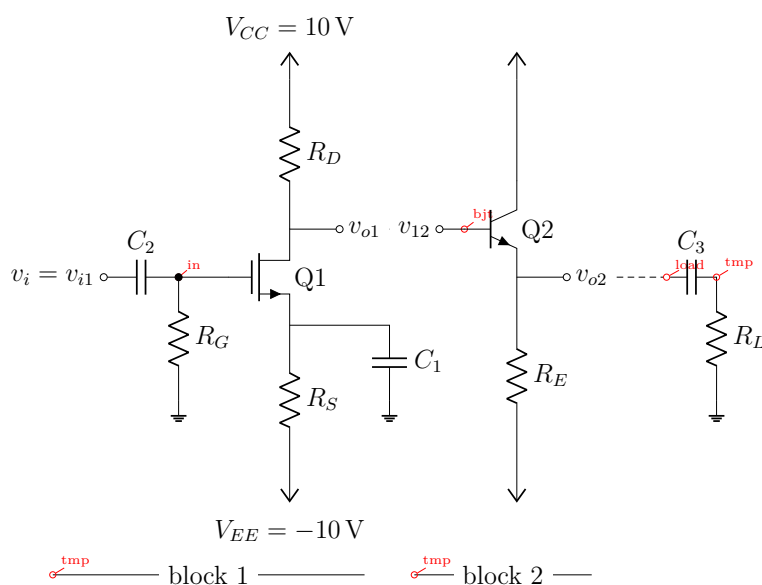 V_{CC} = 10 V
R_D
v_{o1}
v_{12}
bjt
Q2
C_2
v_i = v_{i1}
in
Q1
v_{o2}
C_3
load
tmp
R_G
C_1
R_S
R_E
R_L
V_{EE} = −10 V
tmp
block 1
tmp
block 2